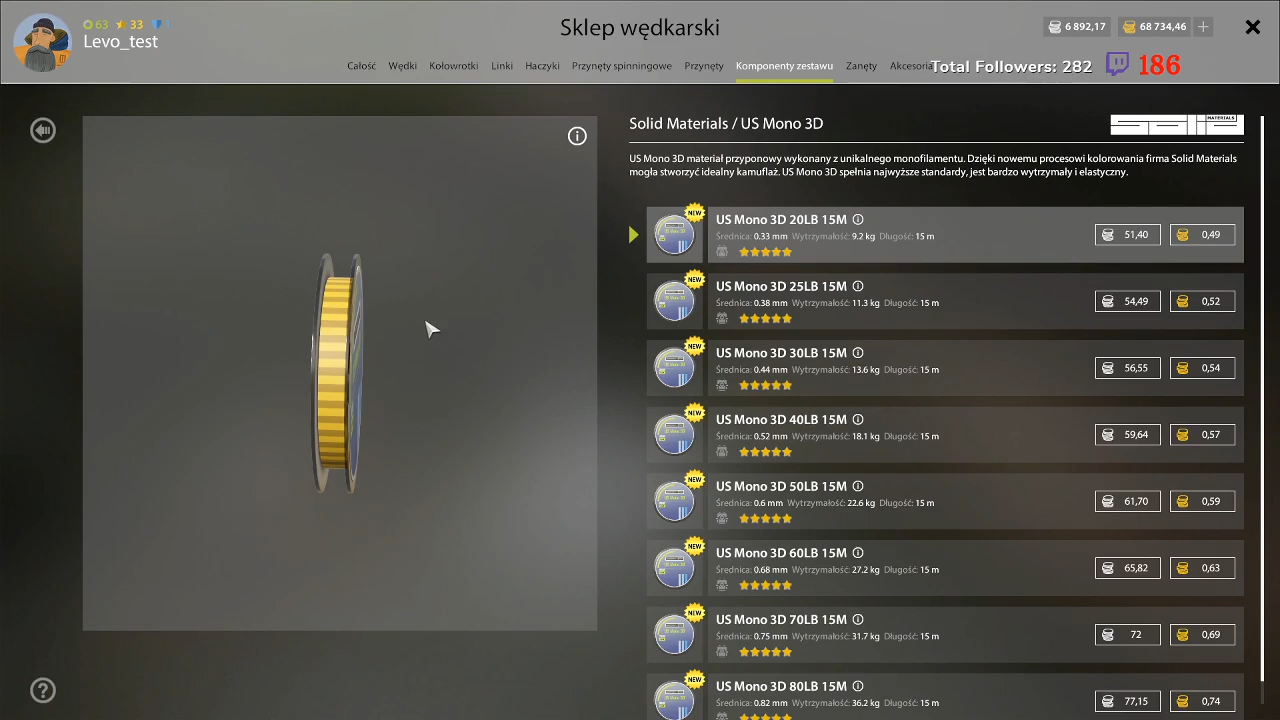 63 33
Levo_test
Sklep wędkarski
6 892,17 68 734,46
Całość Wędki Kołowrotki Linki Haczyki Przynęty spinningowe Przynęty Komponenty zestawu Zanęty Akcesoria
Total Followers: 282 186
Solid Materials / US Mono 3D
MATERIALS
US Mono 3D materiał przyponowy wykonany z unikalnego monofilamentu. Dzięki nowemu procesowi kolorowania firma Solid Materials
mogła stworzyć idealny kamuflaż. US Mono 3D spełnia najwyższe standardy, jest bardzo wytrzymały i elastyczny.
NEW
US Mono 3D 20LB 15M
Średnica: 0.33 mm Wytrzymałość: 9.2 kg Długość: 15 m
51,40 0,49
NEW
US Mono 3D 25LB 15M
Średnica: 0.38 mm Wytrzymałość: 11.3 kg Długość: 15 m
54,49 0,52
NEW
US Mono 3D 30LB 15M
Średnica: 0.44 mm Wytrzymałość: 13.6 kg Długość: 15 m
56,55 0,54
NEW
US Mono 3D 40LB 15M
Średnica: 0.52 mm Wytrzymałość: 18.1 kg Długość: 15 m
59,64 0,57
NEW
US Mono 3D 50LB 15M
Średnica: 0.6 mm Wytrzymałość: 22.6 kg Długość: 15 m
61,70 0,59
NEW
US Mono 3D 60LB 15M
Średnica: 0.68 mm Wytrzymałość: 27.2 kg Długość: 15 m
65,82 0,63
NEW
US Mono 3D 70LB 15M
Średnica: 0.75 mm Wytrzymałość: 31.7 kg Długość: 15 m
72 0,69
NEW
US Mono 3D 80LB 15M
Średnica: 0.82 mm Wytrzymałość: 36.2 kg Długość: 15 m
77,15 0,74